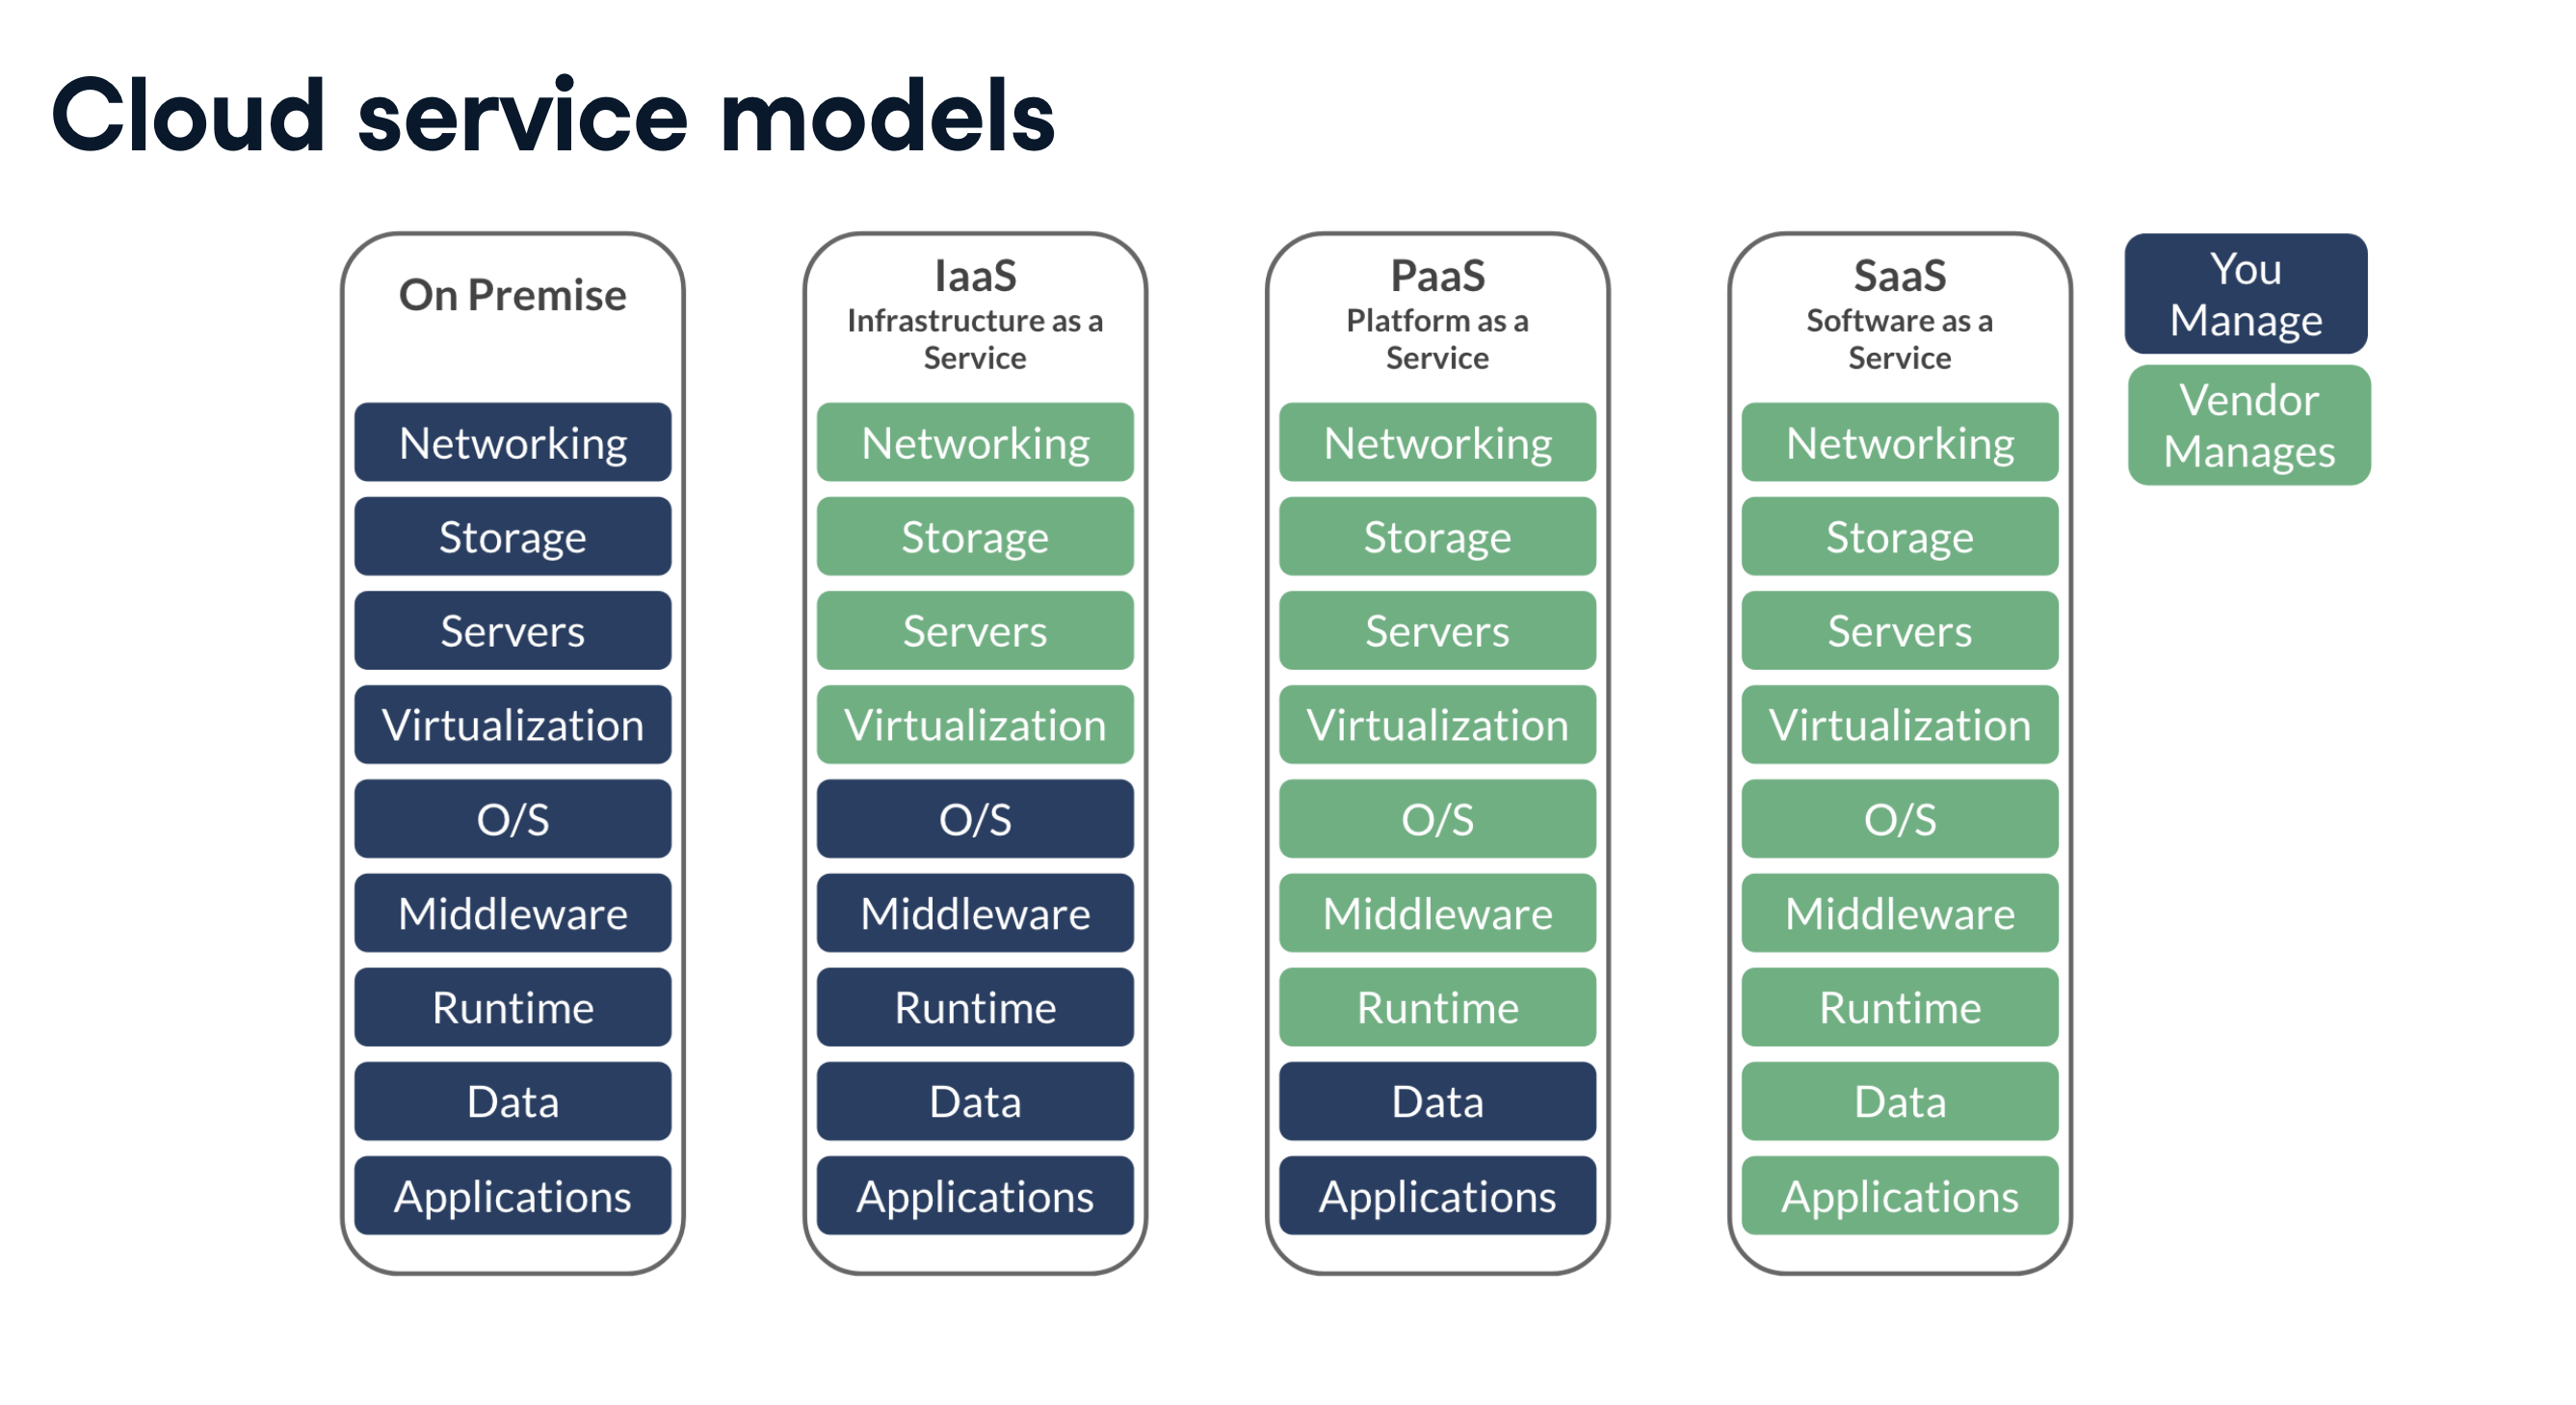 Cloud service models
On Premise
Networking
Storage
Servers
Virtualization
O/S
Middleware
Runtime
Data
Applications
IaaS
Infrastructure as a
Service
Networking
Storage
Servers
Virtualization
O/S
Middleware
Runtime
Data
Applications
PaaS
Platform as a
Service
Networking
Storage
Servers
Virtualization
O/S
Middleware
Runtime
Data
Applications
SaaS
Software as a
Service
Networking
Storage
Servers
Virtualization
O/S
Middleware
Runtime
Data
Applications
You
Manage
Vendor
Manages